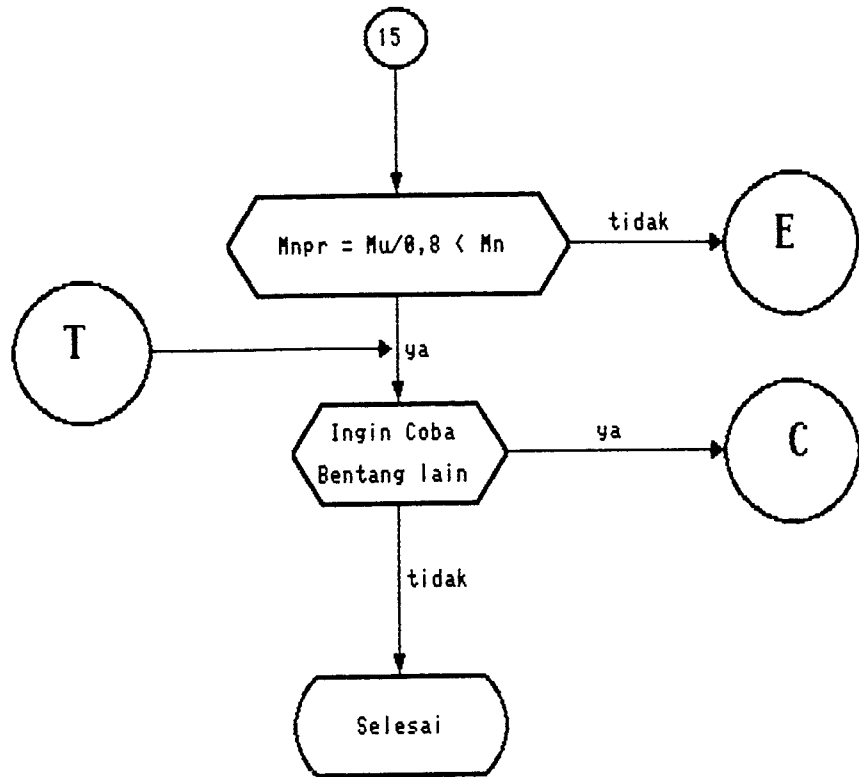 15
Mnpr = Mu/0,8 < Mn
tidak
E
T
ya
Ingin Coba
Bentang lain
ya
C
tidak
Selesai